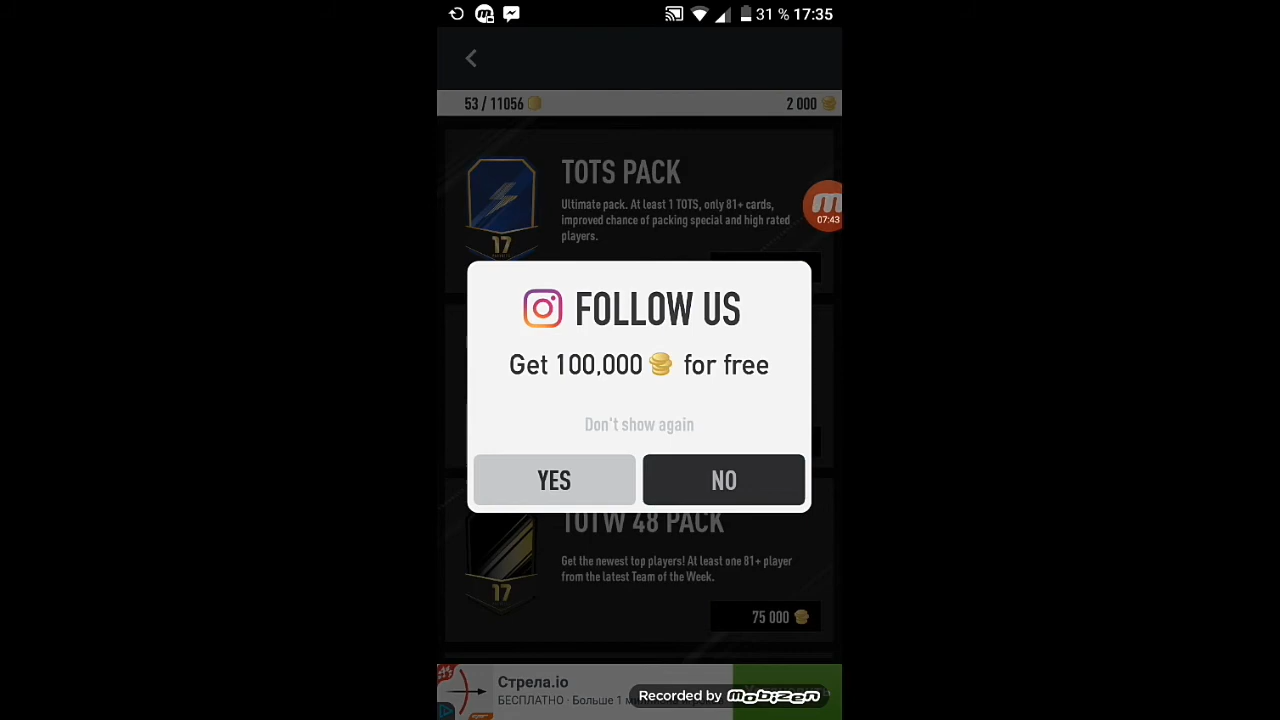 31 % 17:35
53 / 11056
2 000
TOTS PACK
Ultimate pack. At least 1 TOTS, only 81+ cards,
improved chance of packing special and high rated
players.
17
07:43
FOLLOW US
Get 100,000 for free
Don't show again
YES
NO
TOTW 48 PACK
Get the newest top players! At least one 81+ player
from the latest Team of the Week.
17
75 000
Стрела.io
БЕСПЛАТНО · Больше 1
Recorded by Mobizen